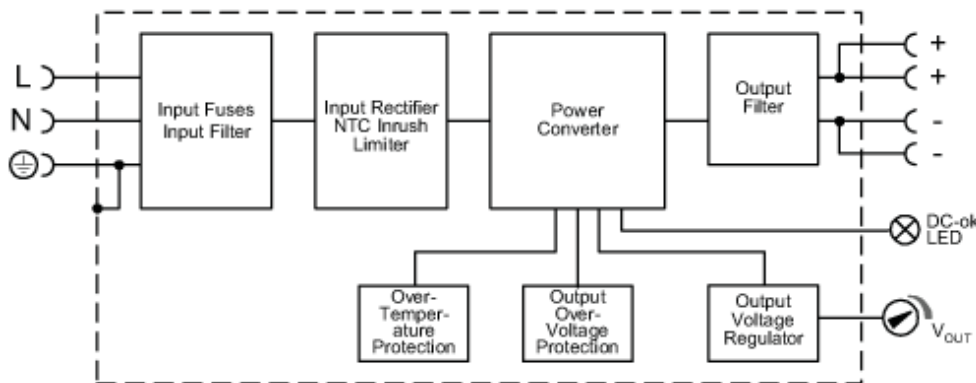 L
N
Input Fuses
Input Filter
Input Rectifier
NTC Inrush
Limiter
Power
Converter
Output
Filter
+
+
-
-
DC-ok
LED
Over-
Temper-
ature
Protection
Output
Over-
Voltage
Protection
Output
Voltage
Regulator
VOUT